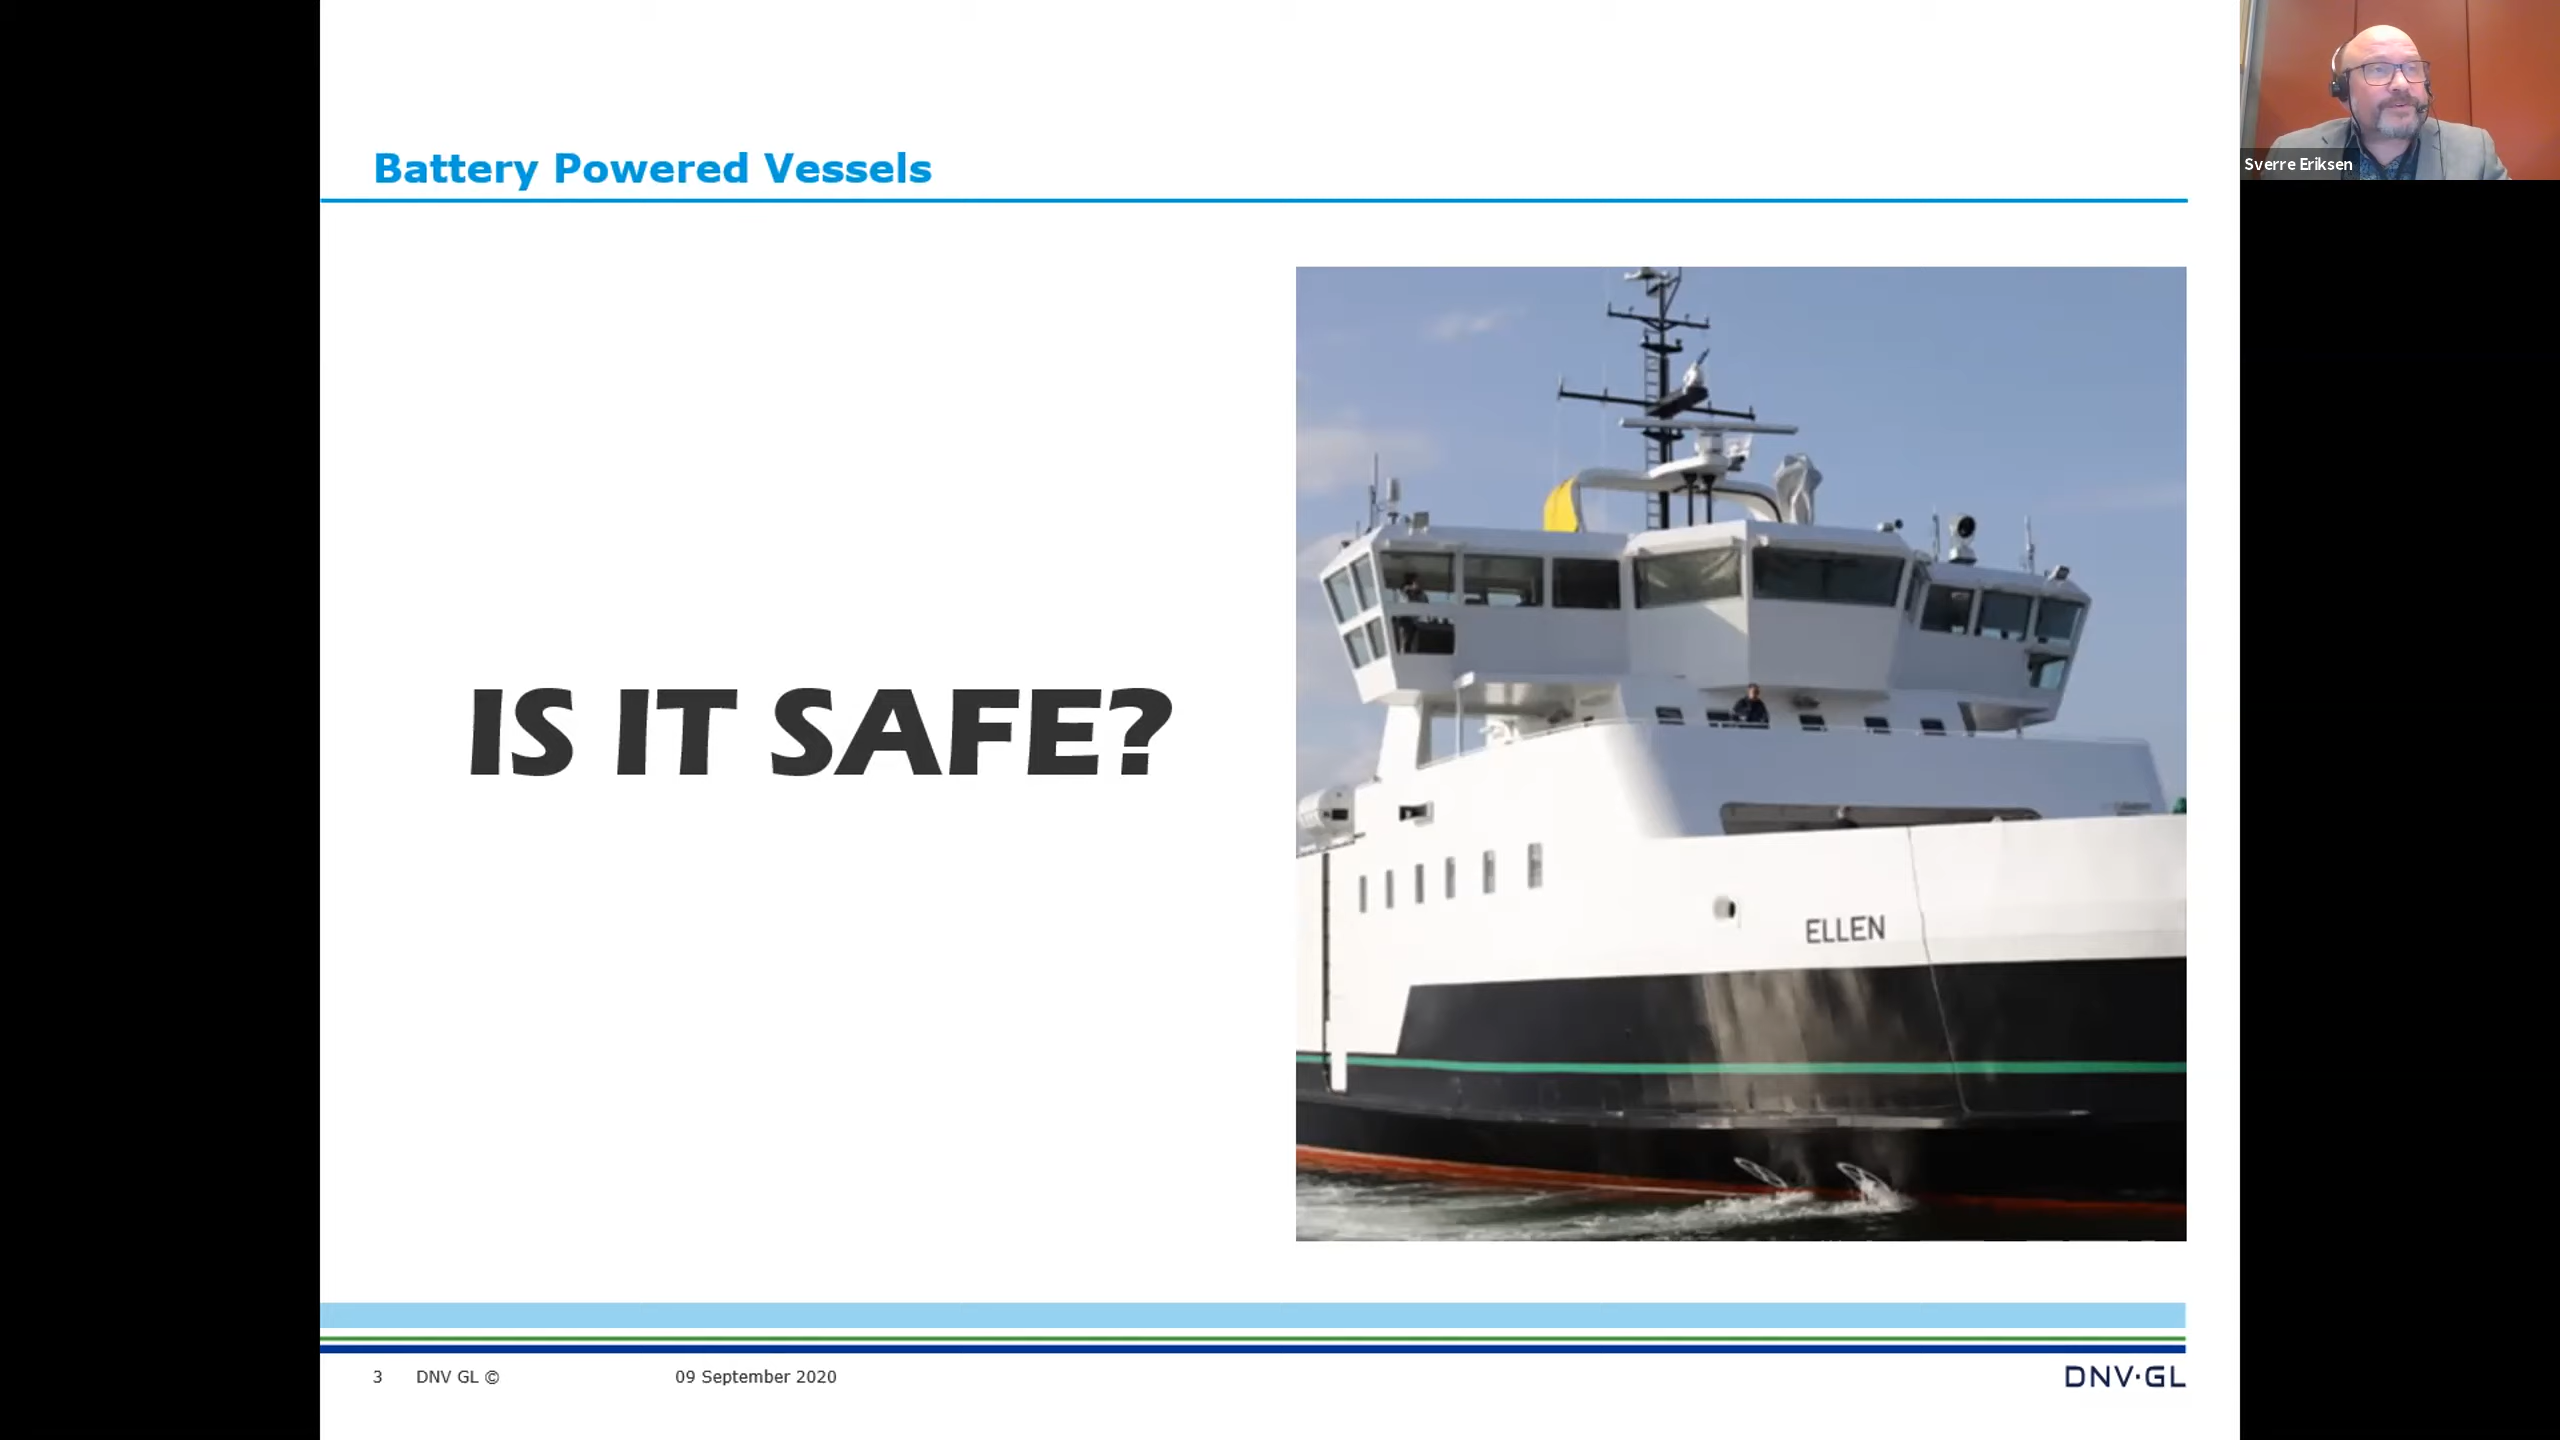 Battery Powered Vessels
Sverre Eriksen
IS IT SAFE?
ELLEN
3 DNV GL © 09 September 2020
DNV·GL